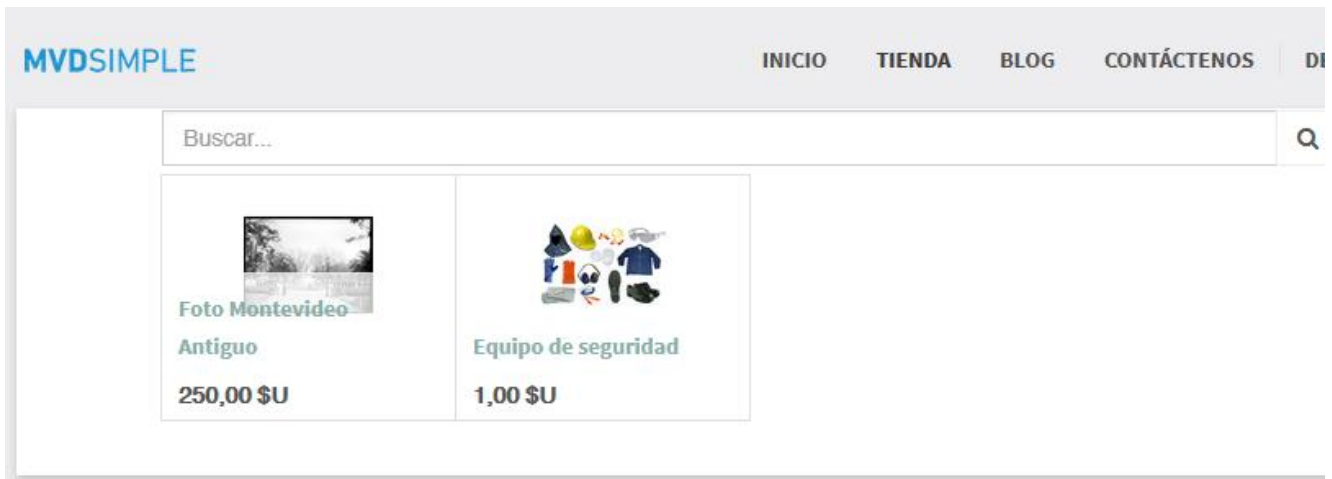 MVDSIMPLE
INICIO TIENDA BLOG CONTÁCTENOS
Buscar...
Foto Montevideo
Antiguo
250,00 $U
Equipo de seguridad
1,00 $U